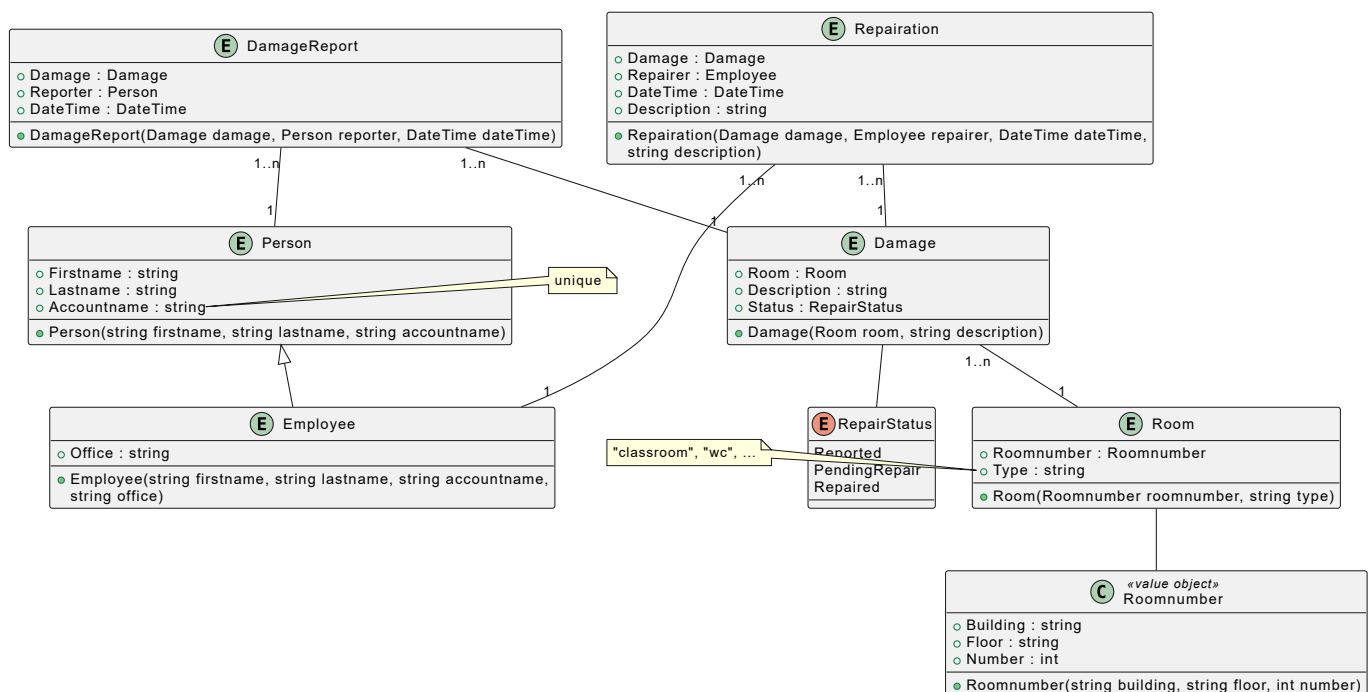 E DamageReport
Damage : Damage
Reporter : Person
DateTime : DateTime
DamageReport(Damage damage, Person reporter, DateTime dateTime)
E Repairation
Damage : Damage
Repairer : Employee
DateTime : DateTime
Description : string
Repairation(Damage damage, Employee repairer, DateTime dateTime,
string description)
1..n
1..n
1..n
1..n
1
1
1
E Person
Firstname : string
Lastname : string
Accountname : string
Person(string firstname, string lastname, string accountname)
unique
E Damage
Room : Room
Description : string
Status : RepairStatus
Damage(Room room, string description)
1..n
1
1
E Employee
Office : string
Employee(string firstname, string lastname, string accountname,
string office)
"classroom", "wc", ...
E RepairStatus
Reported
PendingRepair
Repaired
E Room
Roomnumber : Roomnumber
Type : string
Room(Roomnumber roomnumber, string type)
C «value object»
Roomnumber
Building : string
Floor : string
Number : int
Roomnumber(string building, string floor, int number)